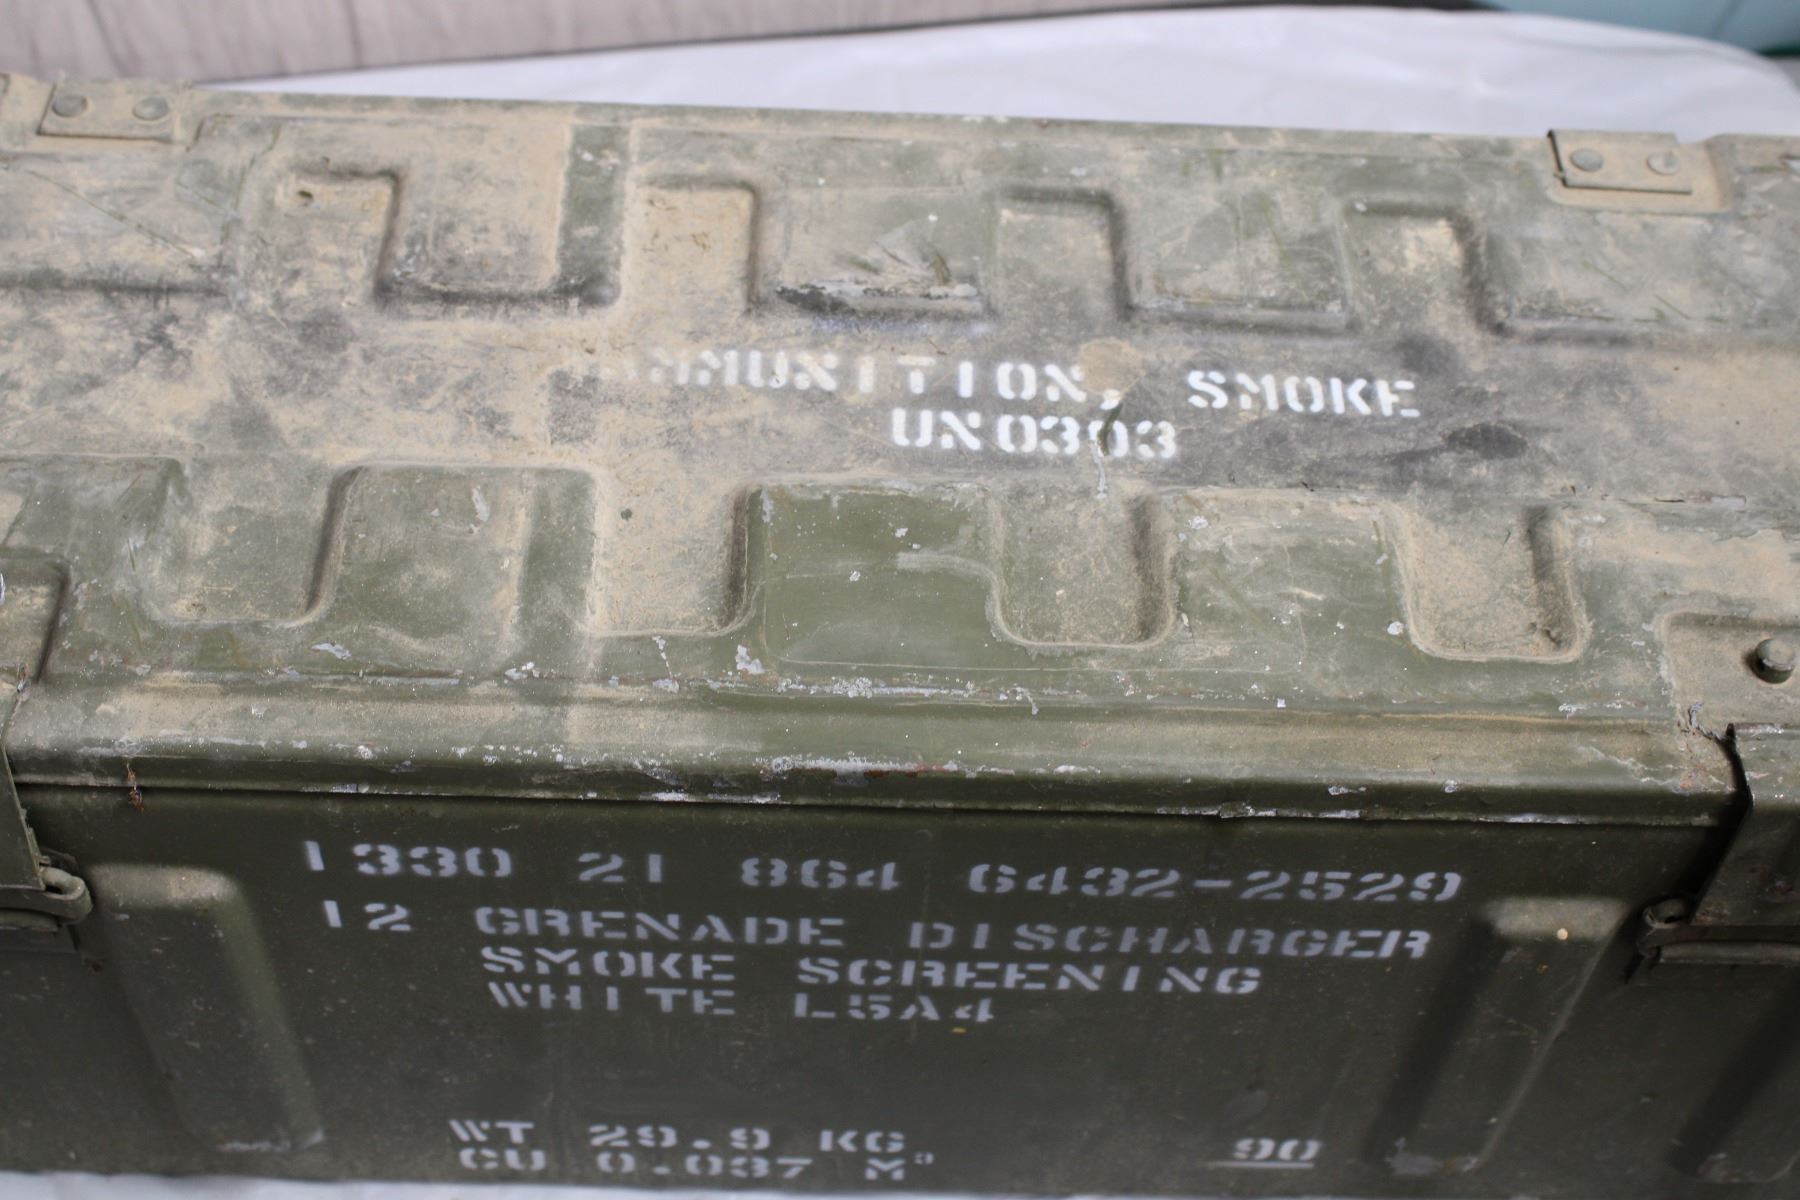 AMMUNITION, SMOKE
UN0303
1330 21 864 6432-2529
12 GRENADE DISCHARGER
SMOKE SCREENING
WHITE L5A4
WT 29.9 KG.
CU 0.037 M³
90